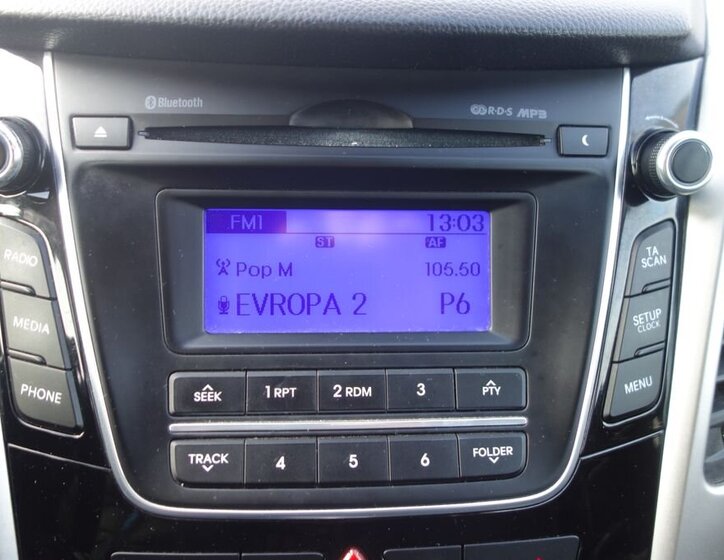 Bluetooth
R·D·S MP3
FM1 13:03
ST AF
Pop M 105.50
EVROPA 2 P6
RADIO
MEDIA
PHONE
TA
SCAN
SETUP
CLOCK
MENU
SEEK 1 RPT 2 RDM 3 PTY
TRACK 4 5 6 FOLDER